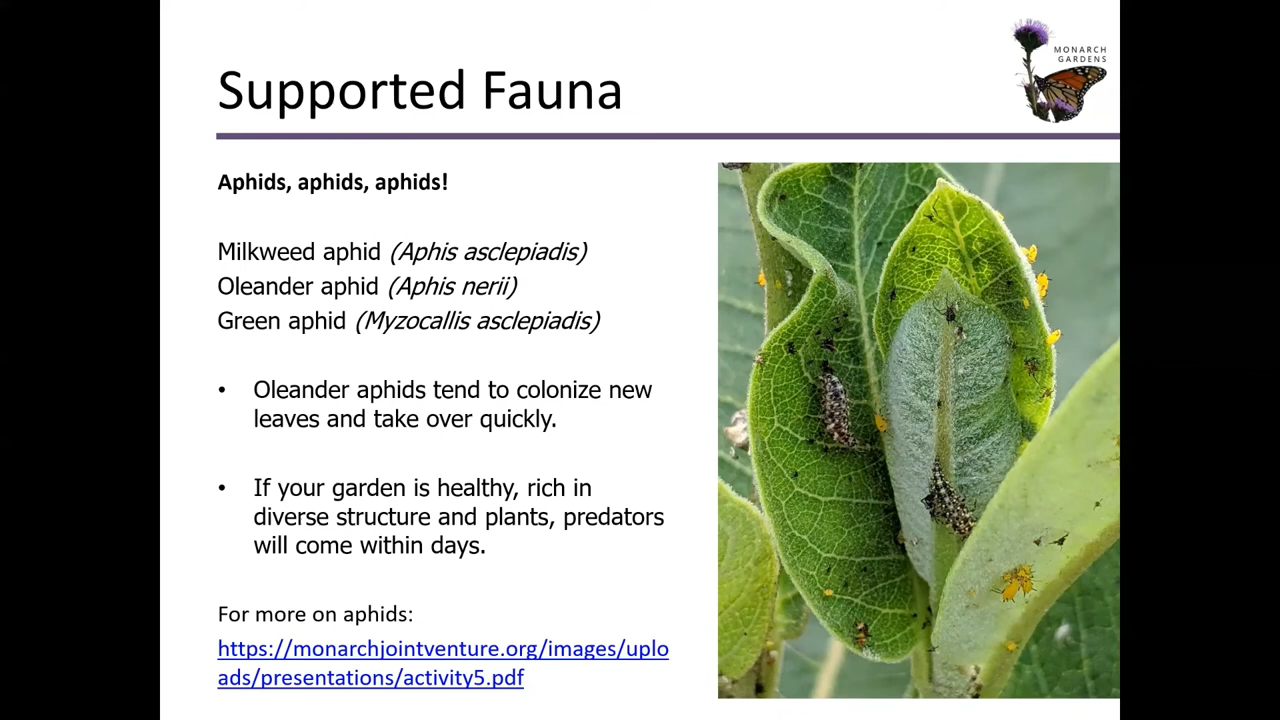 MONARCH
GARDENS
Supported Fauna
Aphids, aphids, aphids!
Milkweed aphid (Aphis asclepiadis)
Oleander aphid (Aphis nerii)
Green aphid (Myzocallis asclepiadis)
• Oleander aphids tend to colonize new
leaves and take over quickly.
• If your garden is healthy, rich in
diverse structure and plants, predators
will come within days.
For more on aphids:
https://monarchjointventure.org/images/uplo
ads/presentations/activity5.pdf